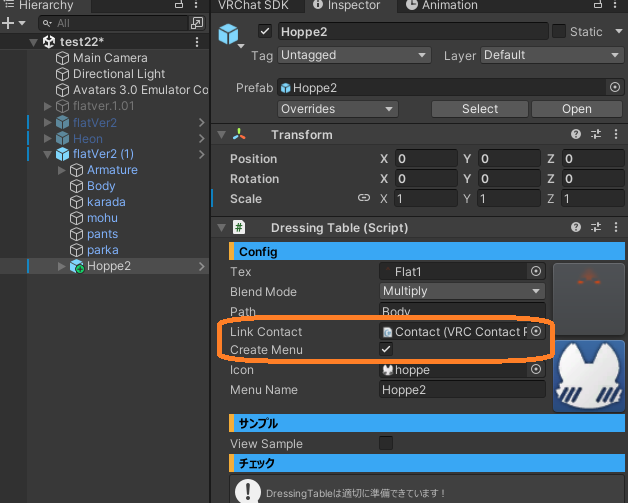 Hierarchy
All
test22*
Main Camera
Directional Light
Avatars 3.0 Emulator Co
flatver.1.01
flatVer2
Heon
flatVer2 (1)
Armature
Body
karada
mohu
pants
parka
Hoppe2
VRChat SDK
Inspector
Animation
Hoppe2
Static
Tag Untagged Layer Default
Prefab Hoppe2
Overrides Select Open
Transform
Position X 0 Y 0 Z 0
Rotation X 0 Y 0 Z 0
Scale X 1 Y 1 Z 1
Dressing Table (Script)
Config
Tex Flat1
Blend Mode Multiply
Path Body
Link Contact Contact (VRC Contact
Create Menu
Icon hoppe
Menu Name Hoppe2
サンプル
View Sample
チェック
DressingTableは適切に準備できています！